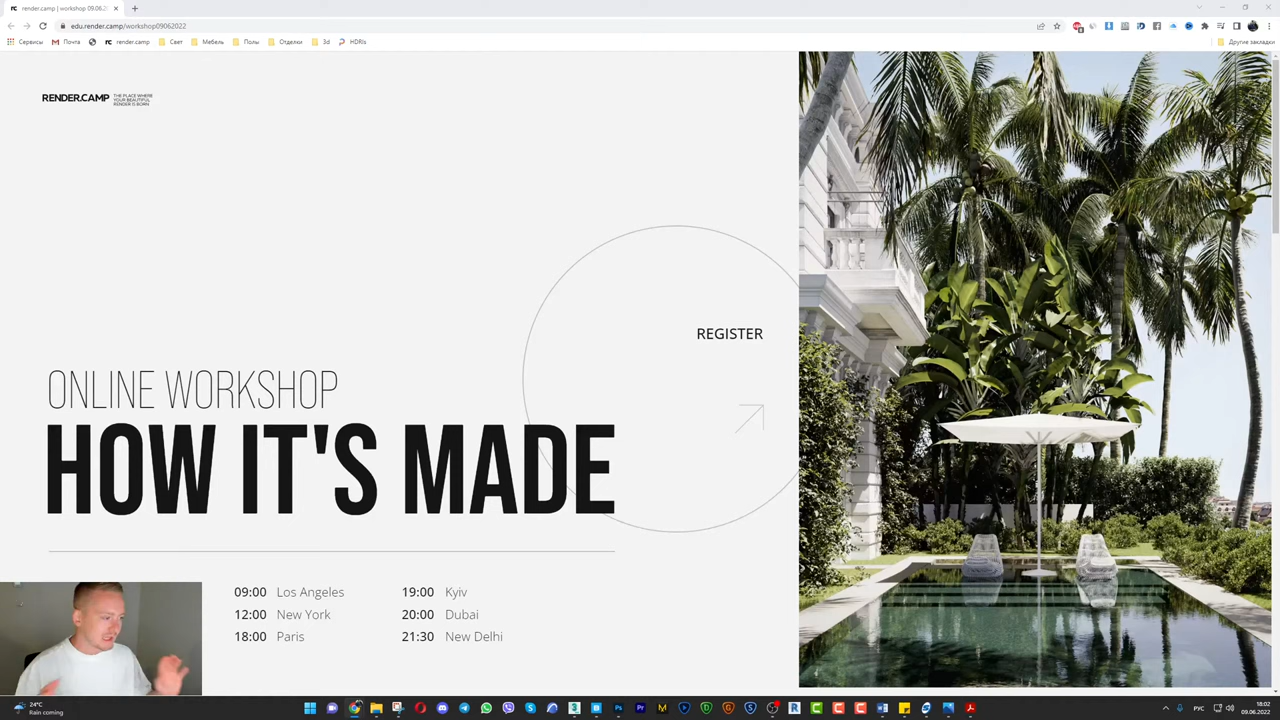 render.camp | workshop 09.06.202
edu.render.camp/workshop09062022
Сервисы
Почта
render.camp
Свет
Мебель
Полы
Отделки
3d
HDRIs
Другие закладки
RENDER.CAMP
THE PLACE WHERE
YOUR BEAUTIFUL
RENDER IS BORN
REGISTER
ONLINE WORKSHOP
HOW IT'S MADE
09:00 Los Angeles 19:00 Kyiv
12:00 New York 20:00 Dubai
18:00 Paris 21:30 New Delhi
24°C
Rain coming
РУС
18:02
09.06.2022